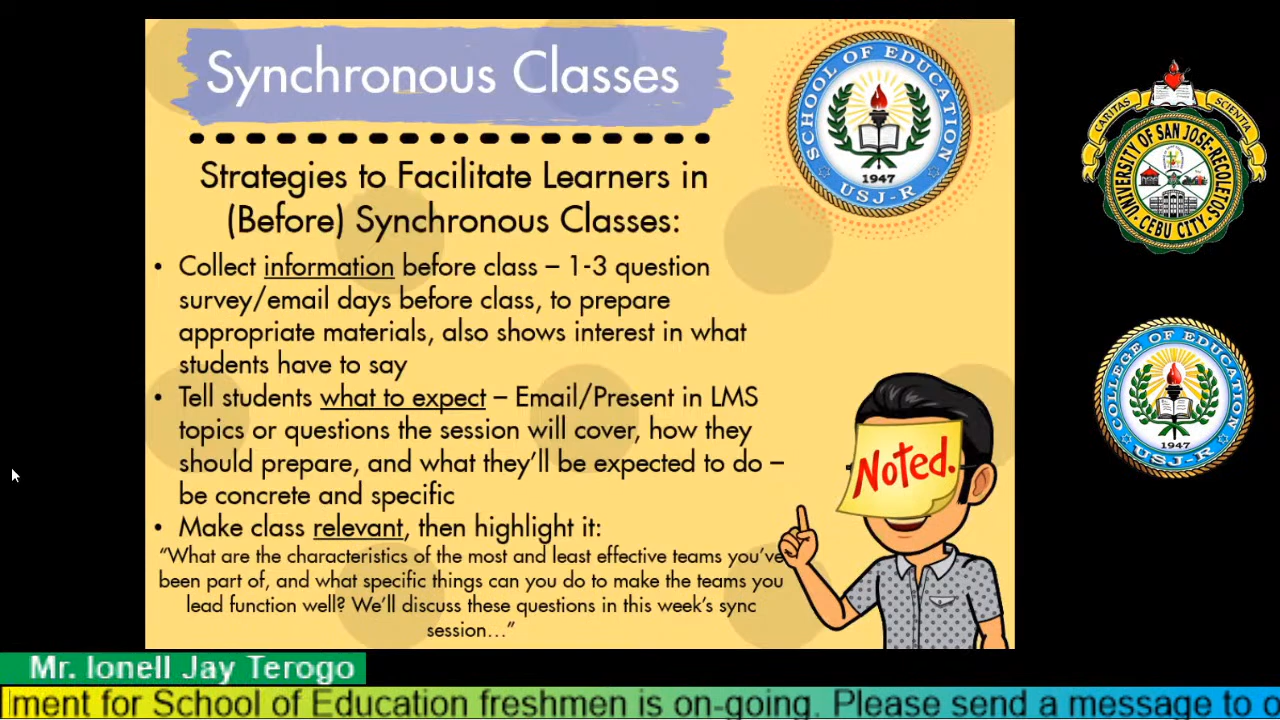 Synchronous Classes
SCHOOL OF EDUCATION
1947
USJ-R
CARITAS
SCIENTIA
UNIVERSITY OF SAN JOSE-RECOLETOS
CEBU CITY
Strategies to Facilitate Learners in
(Before) Synchronous Classes:
• Collect information before class – 1-3 question
survey/email days before class, to prepare
appropriate materials, also shows interest in what
students have to say
• Tell students what to expect – Email/Present in LMS
topics or questions the session will cover, how they
should prepare, and what they'll be expected to do –
be concrete and specific
• Make class relevant, then highlight it:
“What are the characteristics of the most and least effective teams you’ve
been part of, and what specific things can you do to make the teams you
lead function well? We’ll discuss these questions in this week’s sync
session…”
Noted.
COLLEGE OF EDUCATION
1947
USJ-R
Mr. Ionell Jay Terogo
ment for School of Education freshmen is on-going. Please send a message to o